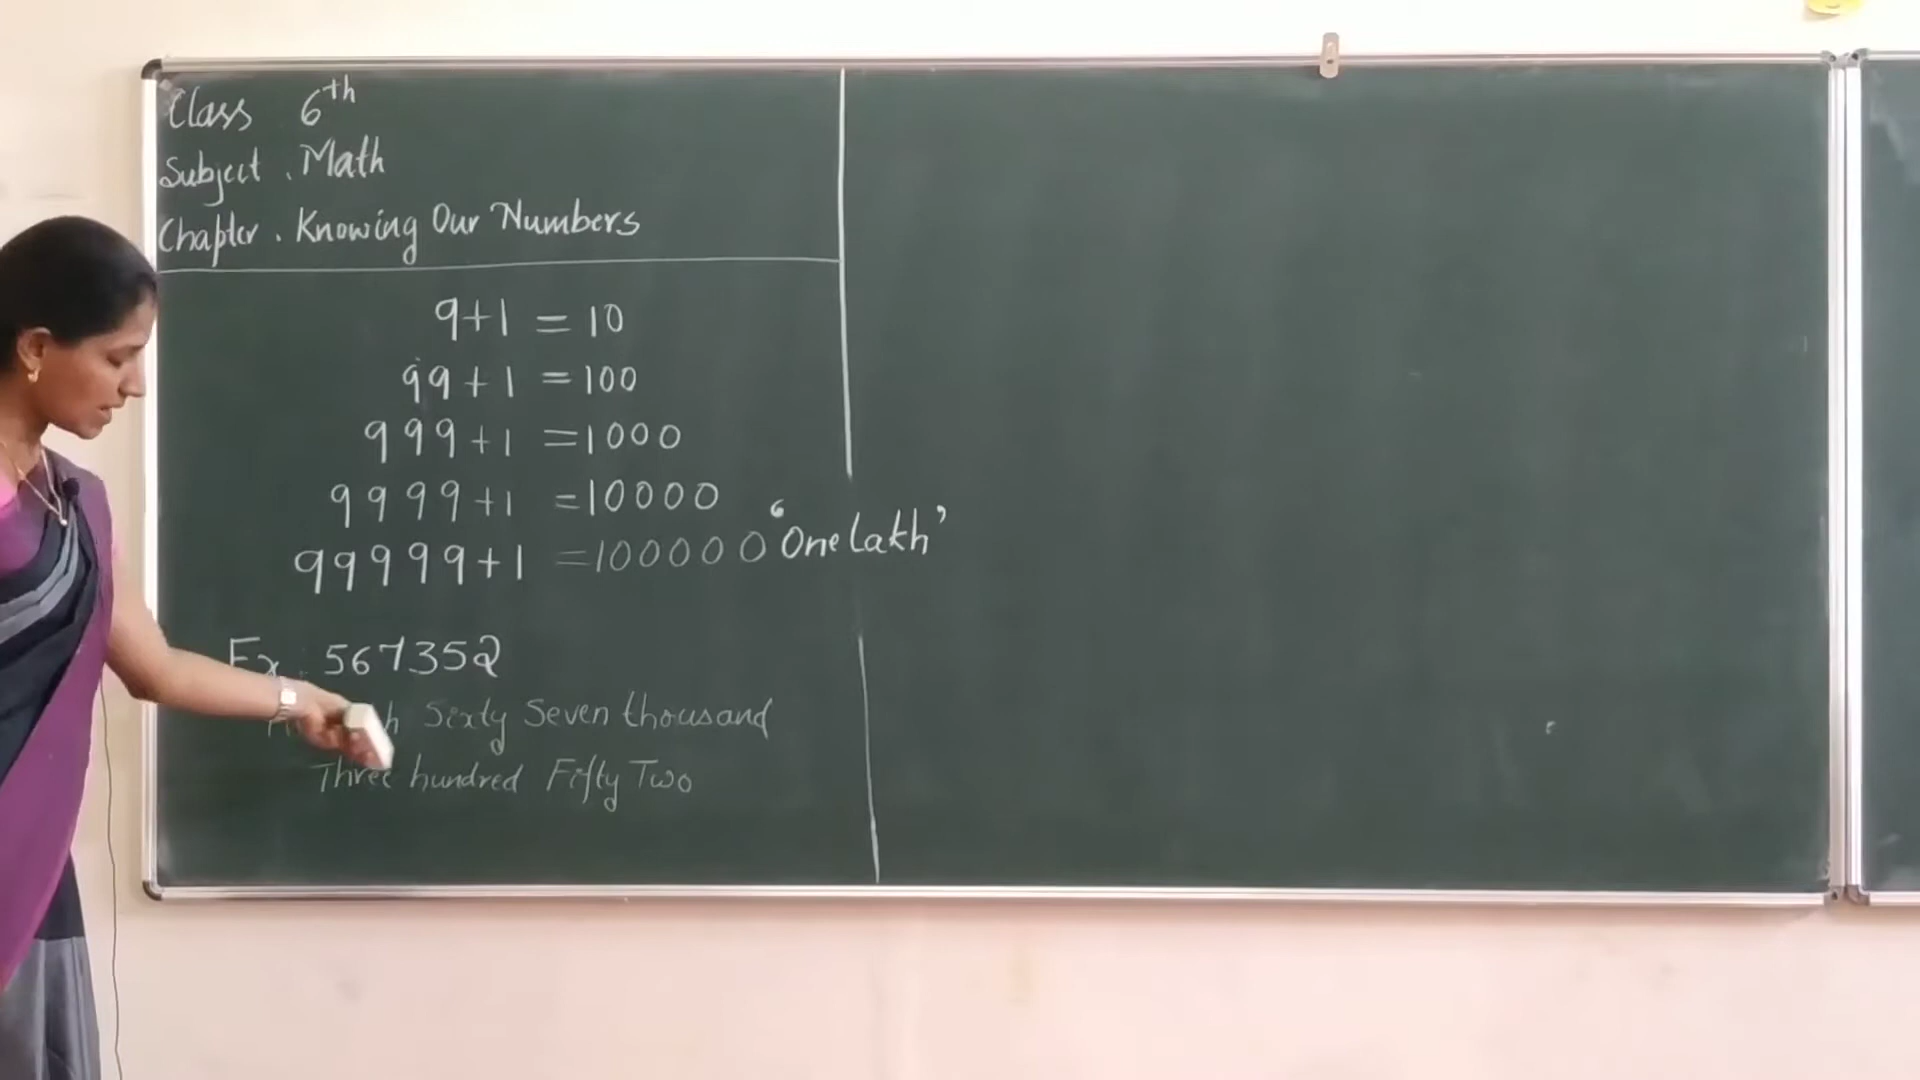 Class 6th
Subject . Math
Chapter . Knowing Our Numbers
9+1 = 10
99+1 = 100
999+1 = 1000
9999+1 = 10000
99999+1 = 100000 ‘One Lakh’
Ex. 567352
Sixty Seven thousand
Three hundred Fifty Two